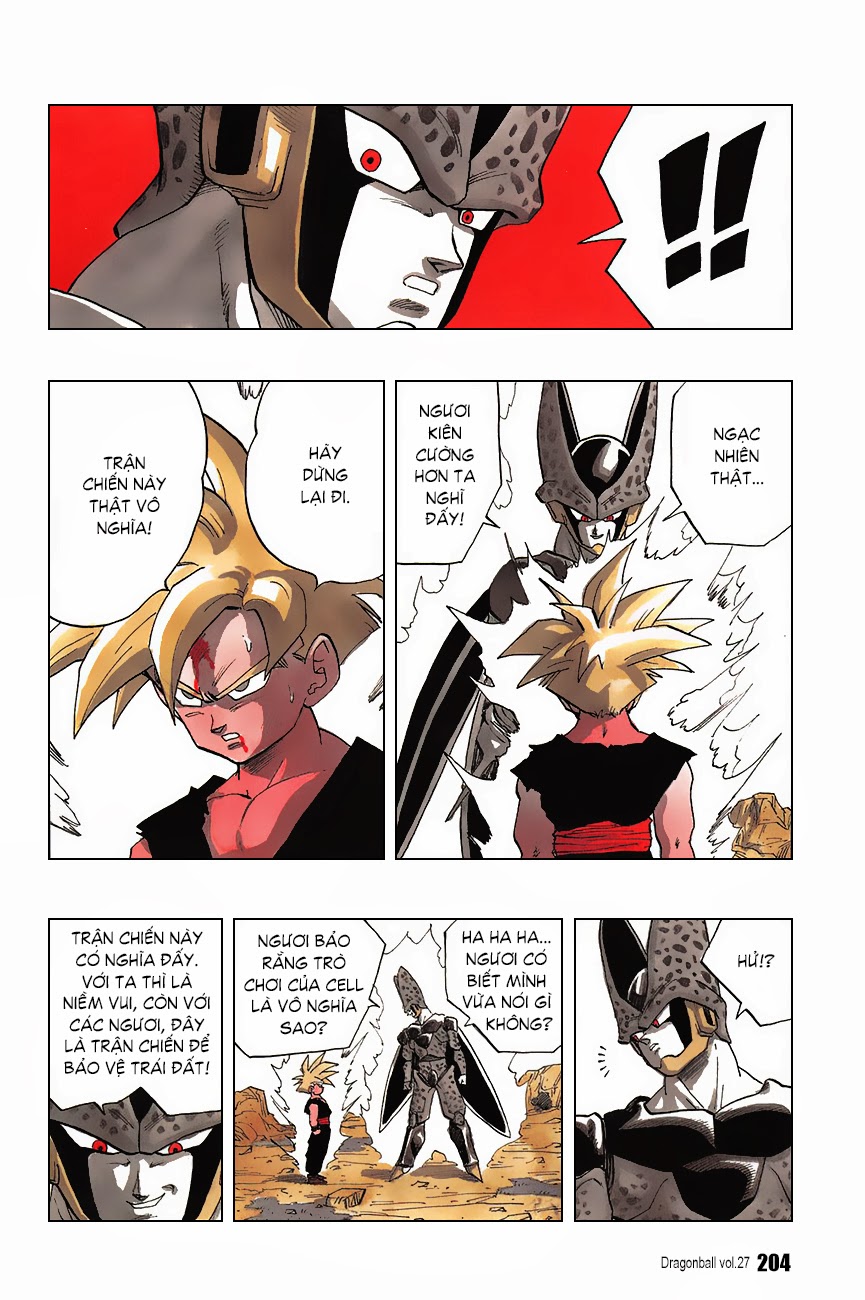 !!
NGẠC
NHIÊN
THẬT...
NGƯƠI
KIÊN
CƯỜNG
HƠN TA
NGHĨ
ĐẤY!
HÃY
DỪNG
LẠI ĐI.
TRẬN
CHIẾN NÀY
THẬT VÔ
NGHĨA!
HỬ!?
HA HA HA...
NGƯƠI CÓ
BIẾT MÌNH
VỪA NÓI GÌ
KHÔNG?
NGƯƠI BẢO
RẰNG TRÒ
CHƠI CỦA CELL
LÀ VÔ NGHĨA
SAO?
TRẬN CHIẾN NÀY
CÓ NGHĨA ĐẤY.
VỚI TA THÌ LÀ
NIỀM VUI, CÒN VỚI
CÁC NGƯƠI, ĐÂY
LÀ TRẬN CHIẾN ĐỂ
BẢO VỆ TRÁI ĐẤT!
Dragonball vol.27 204